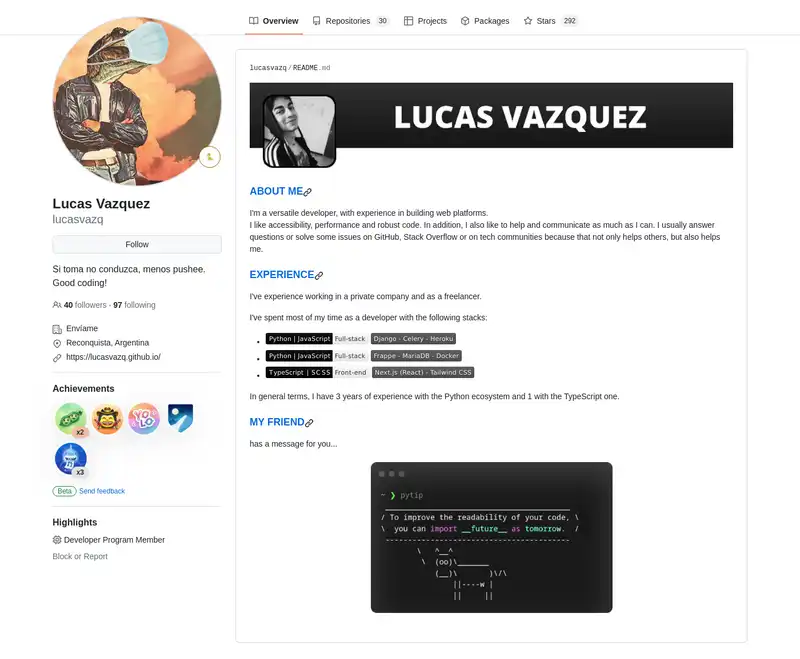 Overview Repositories 30 Projects Packages Stars 292
Lucas Vazquez
lucasvazq
Follow
Si toma no conduzca, menos pushee.
Good coding!
40 followers · 97 following
Envíame
Reconquista, Argentina
https://lucasvazq.github.io/
Achievements
x2
YOLO
x3
Beta Send feedback
Highlights
Developer Program Member
Block or Report
lucasvazq/README.md
LUCAS VAZQUEZ
ABOUT ME
I'm a versatile developer, with experience in building web platforms.
I like accessibility, performance and robust code. In addition, I also like to help and communicate as much as I can. I usually answer
questions or solve some issues on GitHub, Stack Overflow or on tech communities because that not only helps others, but also helps
me.
EXPERIENCE
I've experience working in a private company and as a freelancer.
I've spent most of my time as a developer with the following stacks:
Python | JavaScript Full-stack Django - Celery - Heroku
Python | JavaScript Full-stack Frappe - MariaDB - Docker
TypeScript | SCSS Front-end Next.js (React) - Tailwind CSS
In general terms, I have 3 years of experience with the Python ecosystem and 1 with the TypeScript one.
MY FRIEND
has a message for you...
~ ❯ pytip
_________________________________________
/ To improve the readability of your code, \
\ you can import __future__ as tomorrow. /
-----------------------------------------
\ ^__^
\ (oo)\_______
(__)\ )\/\
||----w |
|| ||